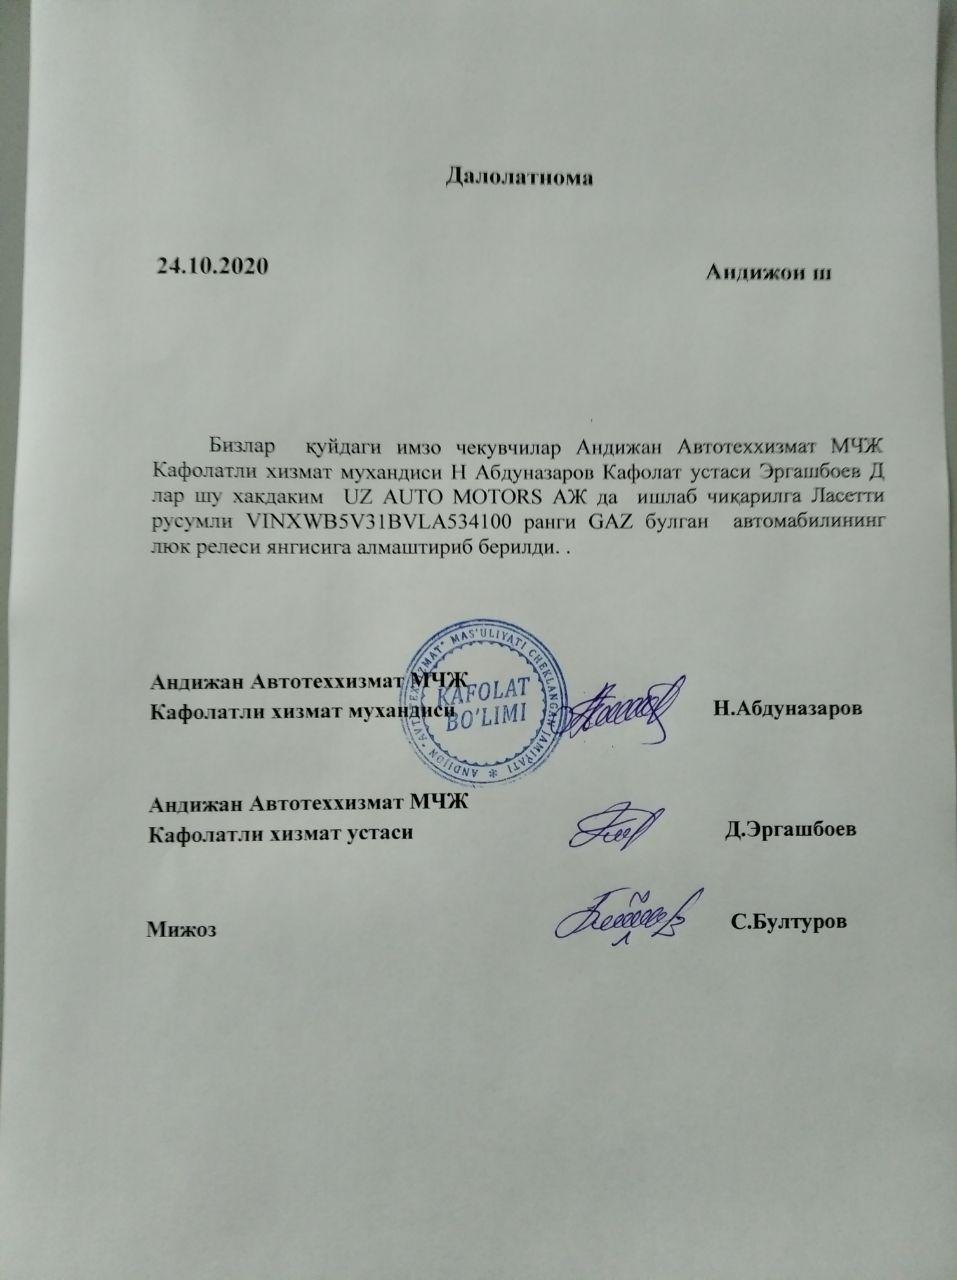 Далолатнома
24.10.2020
Андижон ш
Бизлар қуйдаги имзо чекувчилар Андижан Автотеххизмат МЧЖ
Кафолатли хизмат мухандиси Н Абдуназаров Кафолат устаси Эргашбоев Д
лар шу хакдаким UZ AUTO MOTORS АЖ да ишлаб чиқарилга Ласетти
русумли VINXWB5V31BVLA534100 ранги GAZ булган автомабилининг
люк релеси янгисига алмаштириб берилди. .
Андижан Автотеххизмат МЧЖ
Кафолатли хизмат мухандиси
Н.Абдуназаров
"ANDIJON AVTOTEXXIZMAT" MAS'ULIYATI CHEKLANGAN JAMIYATI *
KAFOLAT
BO'LIMI
Андижан Автотеххизмат МЧЖ
Кафолатли хизмат устаси
Д.Эргашбоев
Мижоз
С.Бултуров